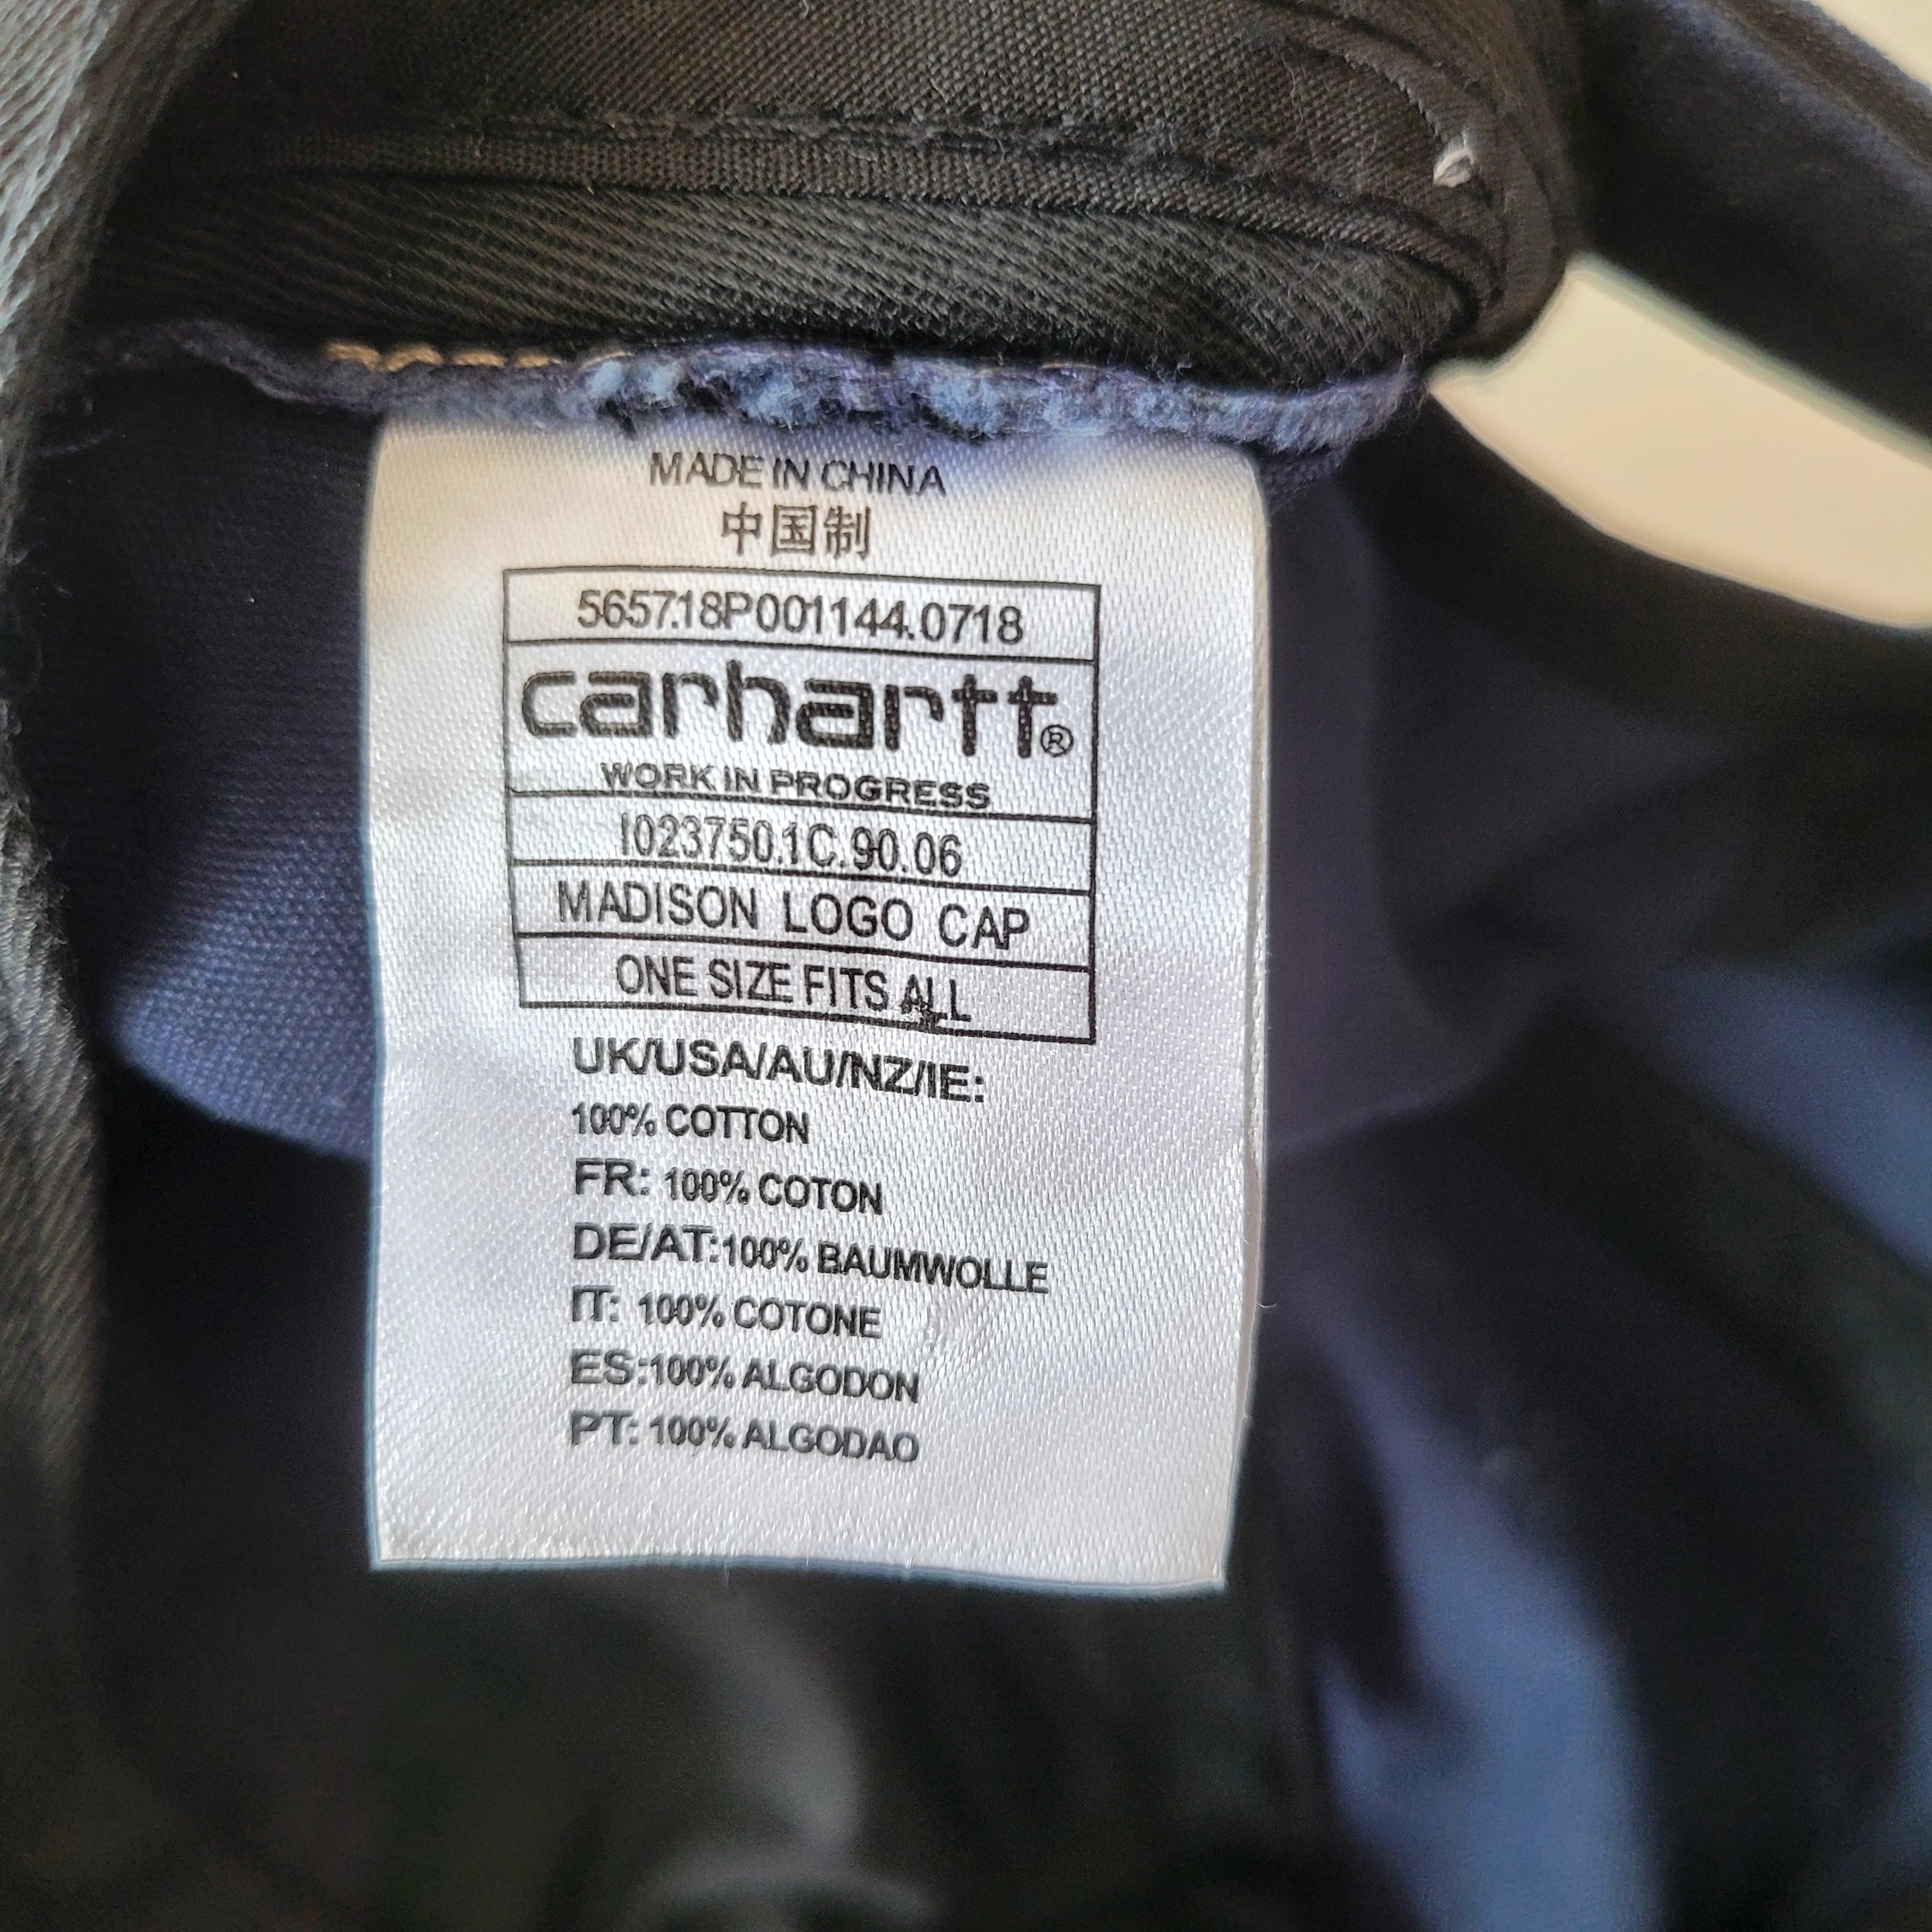 MADE IN CHINA
中国制
565718P001144.0718
carhartt®
WORK IN PROGRESS
I023750.1C.90.06
MADISON LOGO CAP
ONE SIZE FITS ALL
UK/USA/AU/NZ/IE:
100% COTTON
FR: 100% COTON
DE/AT:100% BAUMWOLLE
IT: 100% COTONE
ES:100% ALGODON
PT: 100% ALGODAO